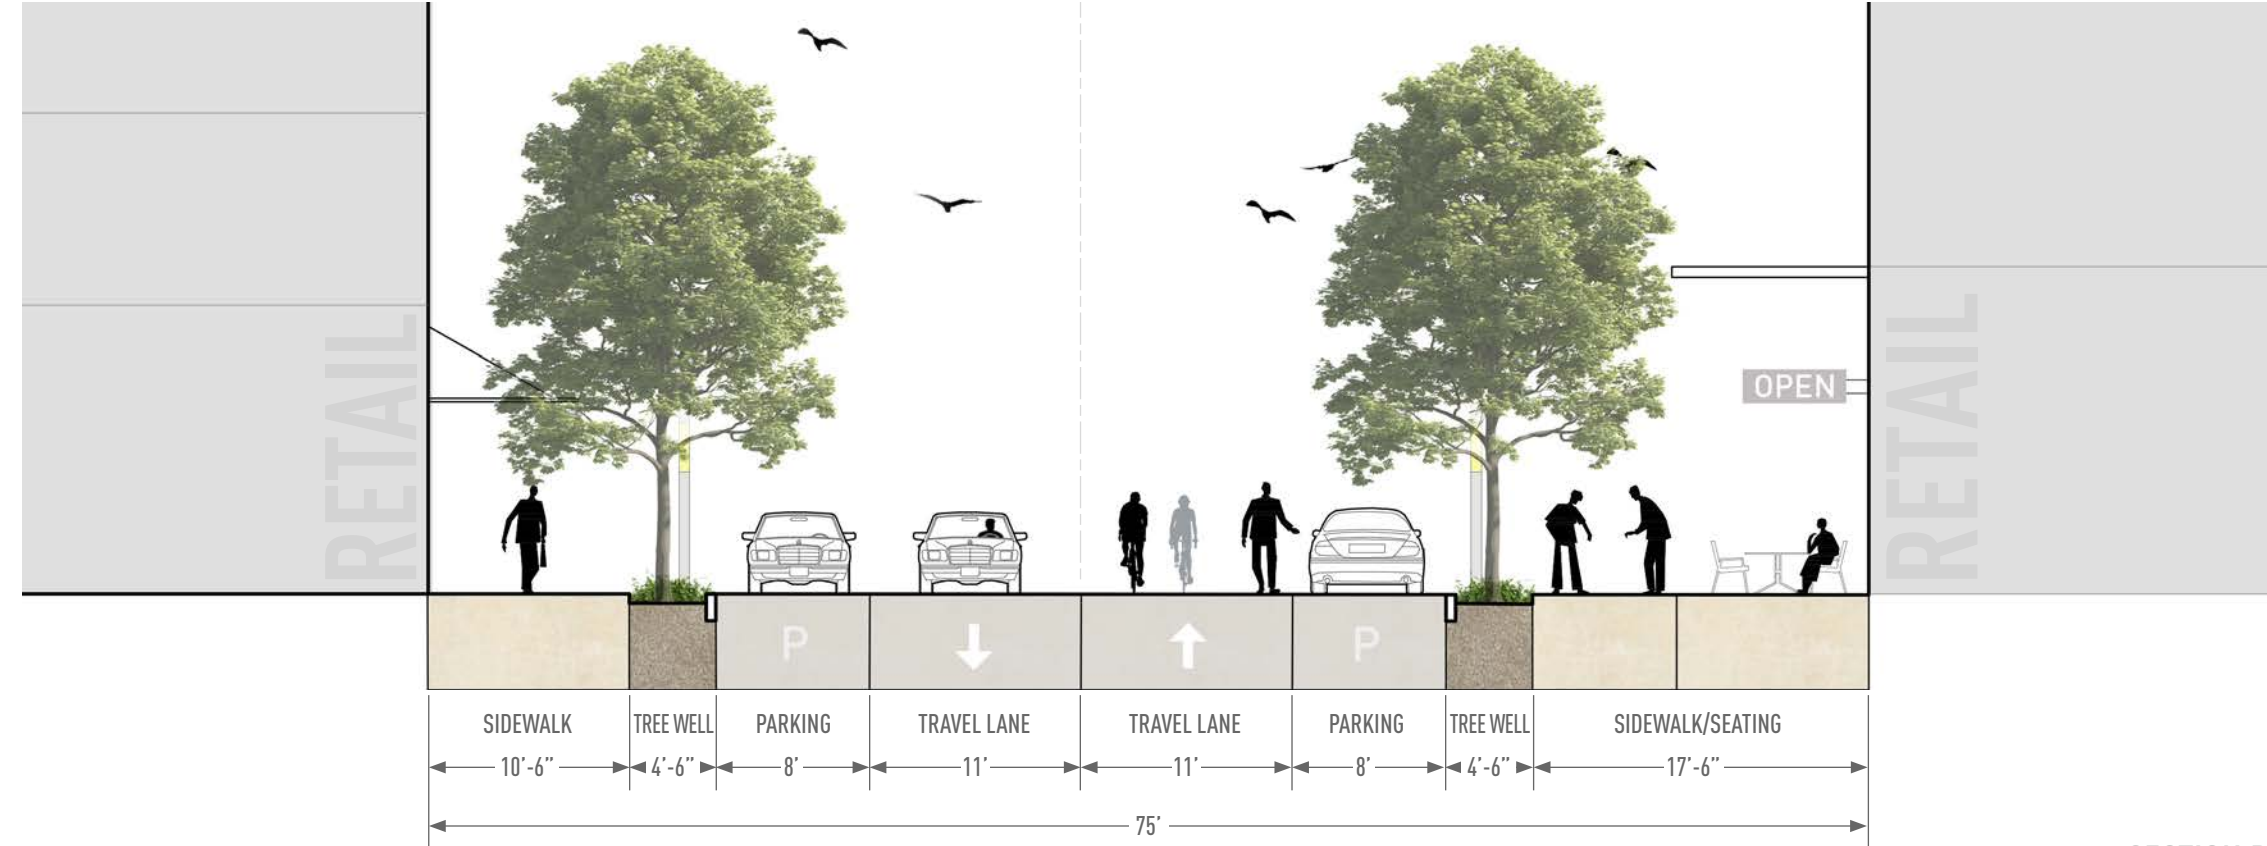 RETAIL
OPEN
RETAIL
P
P
SIDEWALK
TREE WELL
PARKING
TRAVEL LANE
TRAVEL LANE
PARKING
TREE WELL
SIDEWALK/SEATING
10’-6”
4’-6”
8’
11’
11’
8’
4’-6”
17’-6”
75’